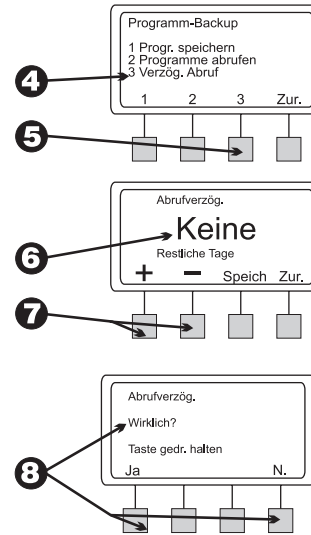 Programm-Backup
1 Progr. speichern
2 Programme abrufen
3 Verzög. Abruf
4
1 2 3 Zur.
5
Abrufverzög.
Keine
6
Restliche Tage
+ − Speich Zur.
7
Abrufverzög.
Wirklich?
Taste gedr. halten
8
Ja N.